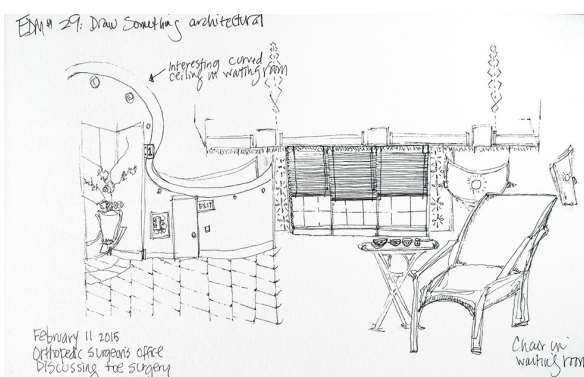 EDM# 29: Draw Something architectural
Interesting curved
ceiling in waiting room
EXIT
February 11 2015
Orthopedic surgeon's office
Discussing toe surgery
Chair in
waiting room